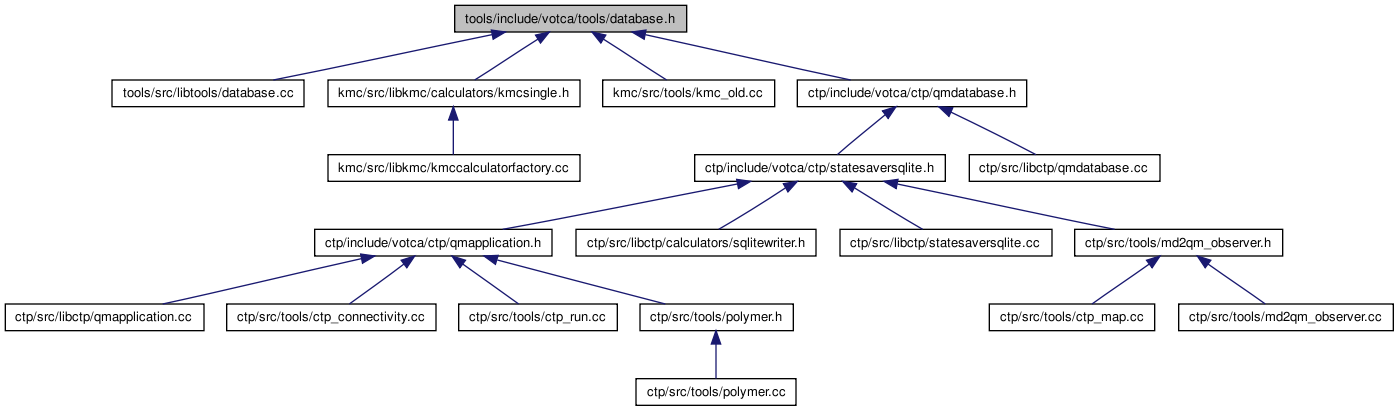 tools/include/votca/tools/database.h
tools/src/libtools/database.cc
kmc/src/libkmc/calculators/kmcsingle.h
kmc/src/tools/kmc_old.cc
ctp/include/votca/ctp/qmdatabase.h
kmc/src/libkmc/kmccalculatorfactory.cc
ctp/include/votca/ctp/statesaversqlite.h
ctp/src/libctp/qmdatabase.cc
ctp/include/votca/ctp/qmapplication.h
ctp/src/libctp/calculators/sqlitewriter.h
ctp/src/libctp/statesaversqlite.cc
ctp/src/tools/md2qm_observer.h
ctp/src/libctp/qmapplication.cc
ctp/src/tools/ctp_connectivity.cc
ctp/src/tools/ctp_run.cc
ctp/src/tools/polymer.h
ctp/src/tools/ctp_map.cc
ctp/src/tools/md2qm_observer.cc
ctp/src/tools/polymer.cc